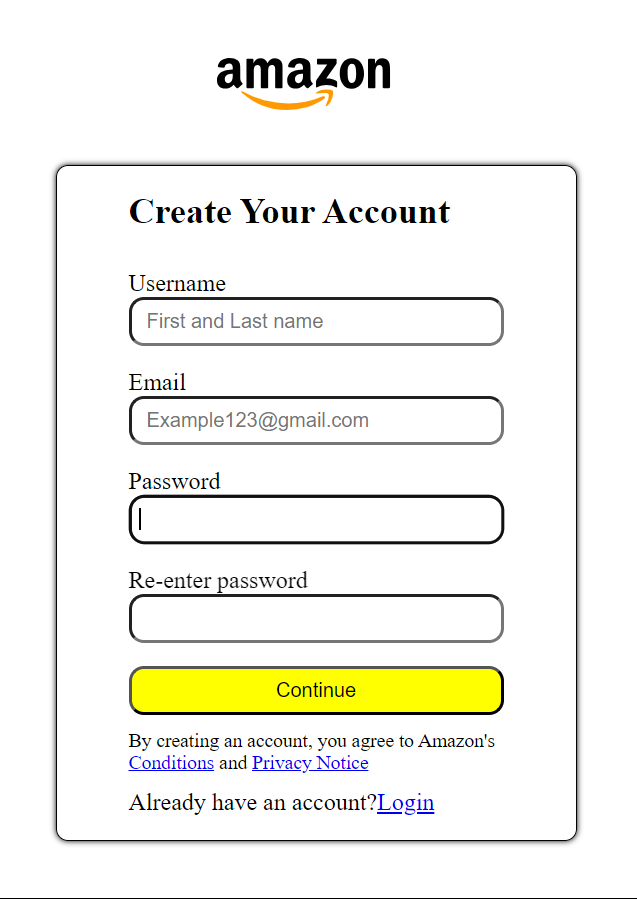 amazon
Create Your Account
Username
First and Last name
Email
Example123@gmail.com
Password
Re-enter password
Continue
By creating an account, you agree to Amazon's
Conditions and Privacy Notice
Already have an account?Login